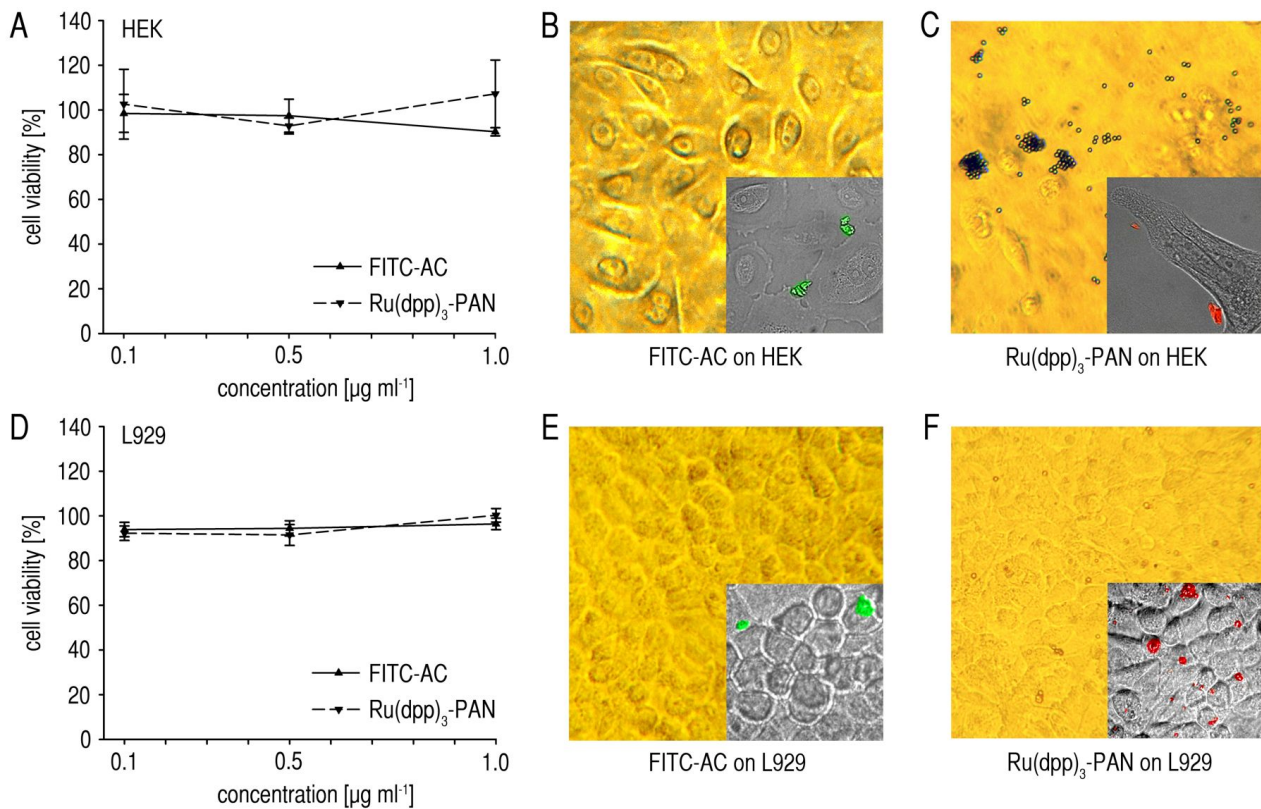 A
HEK
140
120
100
80
60
40
20
0
cell viability [%]
FITC-AC
Ru(dpp)₃-PAN
0.1
0.5
1.0
concentration [µg ml⁻¹]
B
FITC-AC on HEK
C
Ru(dpp)₃-PAN on HEK
D
L929
140
120
100
80
60
40
20
0
cell viability [%]
FITC-AC
Ru(dpp)₃-PAN
0.1
0.5
1.0
concentration [µg ml⁻¹]
E
FITC-AC on L929
F
Ru(dpp)₃-PAN on L929